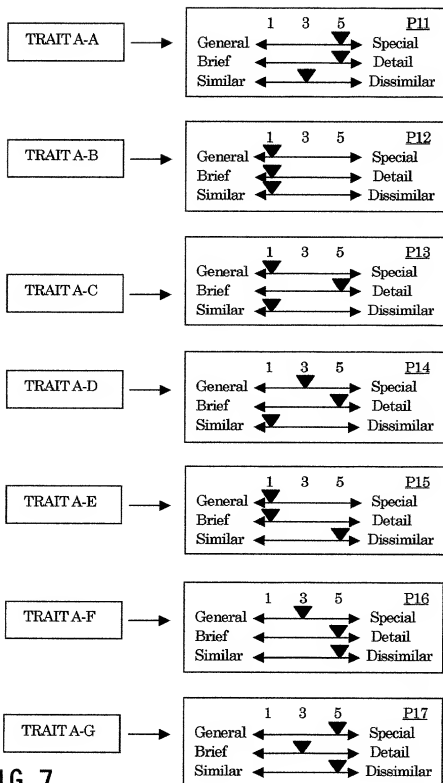 1 3 5 P11
TRAIT A-A General Special
Brief Detail
Similar Dissimilar
1 3 5 P12
TRAIT A-B General Special
Brief Detail
Similar Dissimilar
1 3 5 P13
General Special
TRAIT A-C Brief Detail
Similar Dissimilar
1 3 5 P14
TRAIT A-D General Special
Brief Detail
Similar Dissimilar
1 3 5 P15
TRAIT A-E General Special
Brief Detail
Similar Dissimilar
1 3 5 P16
TRAIT A-F General Special
Brief Detail
Similar Dissimilar
1 3 5 P17
TRAIT A-G General Special
Brief Detail
Similar Dissimilar